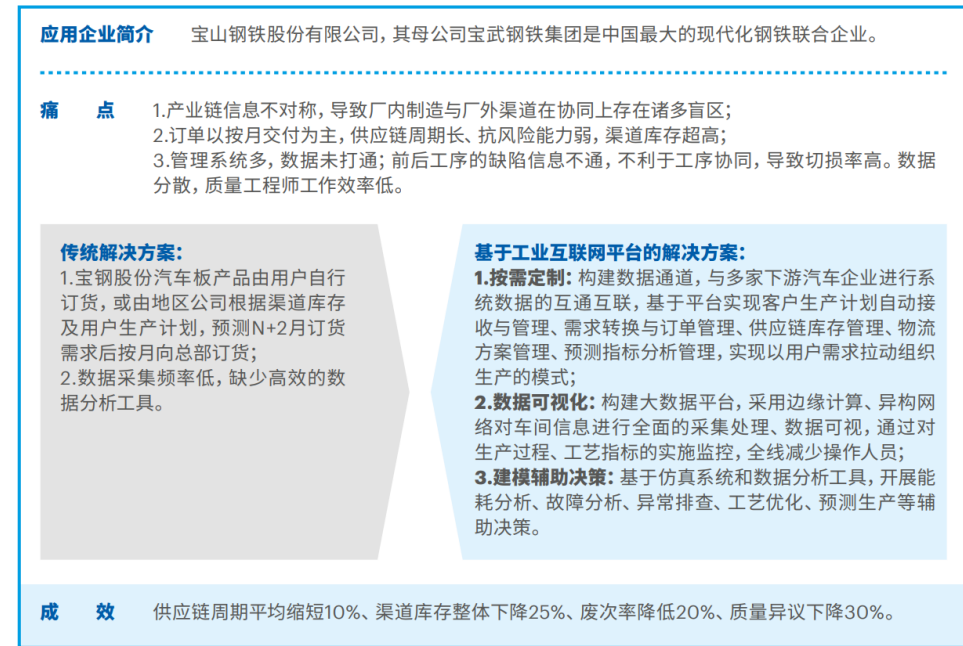 应用企业简介 宝山钢铁股份有限公司，其母公司宝武钢铁集团是中国最大的现代化钢铁联合企业。
痛 点 1.产业链信息不对称，导致厂内制造与厂外渠道在协同上存在诸多盲区；
2.订单以按月交付为主，供应链周期长、抗风险能力弱，渠道库存超高；
3.管理系统多，数据未打通；前后工序的缺陷信息不通，不利于工序协同，导致切损率高。数据
分散，质量工程师工作效率低。
传统解决方案：
1.宝钢股份汽车板产品由用户自行
订货，或由地区公司根据渠道库存
及用户生产计划，预测N+2月订货
需求后按月向总部订货；
2.数据采集频率低，缺少高效的数
据分析工具。
基于工业互联网平台的解决方案：
1.按需定制：构建数据通道，与多家下游汽车企业进行系
统数据的互通互联，基于平台实现客户生产计划自动接
收与管理、需求转换与订单管理、供应链库存管理、物流
方案管理、预测指标分析管理，实现以用户需求拉动组织
生产的模式；
2.数据可视化：构建大数据平台，采用边缘计算、异构网
络对车间信息进行全面的采集处理、数据可视，通过对
生产过程、工艺指标的实施监控，全线减少操作人员；
3.建模辅助决策：基于仿真系统和数据分析工具，开展能
耗分析、故障分析、异常排查、工艺优化、预测生产等辅
助决策。
成 效 供应链周期平均缩短10%、渠道库存整体下降25%、废次率降低20%、质量异议下降30%。